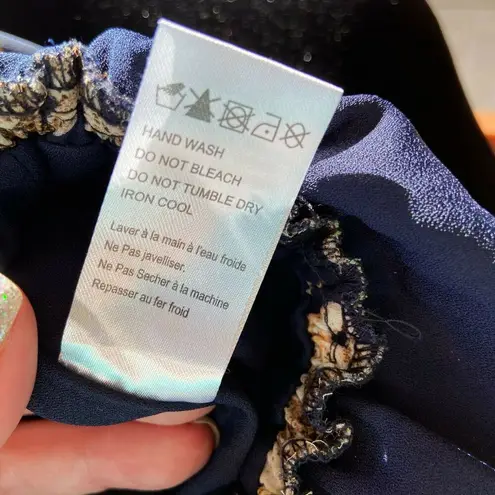 HAND WASH
DO NOT BLEACH
DO NOT TUMBLE DRY
IRON COOL
Laver à la main à l'eau froide
Ne Pas javelliser.
Ne Pas Secher à la machine
Repasser au fer froid